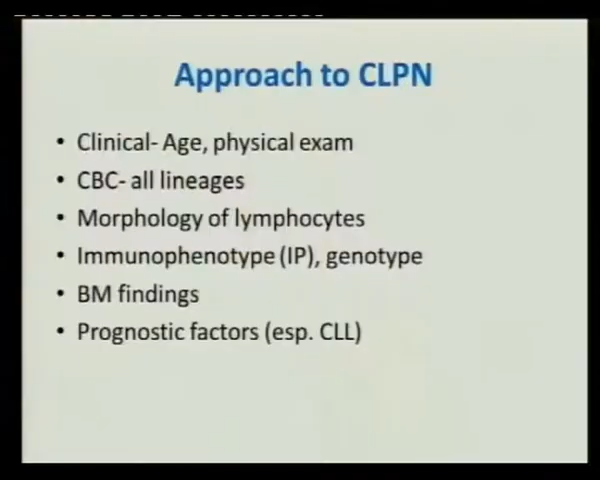 Approach to CLPN
• Clinical- Age, physical exam
• CBC- all lineages
• Morphology of lymphocytes
• Immunophenotype (IP), genotype
• BM findings
• Prognostic factors (esp. CLL)